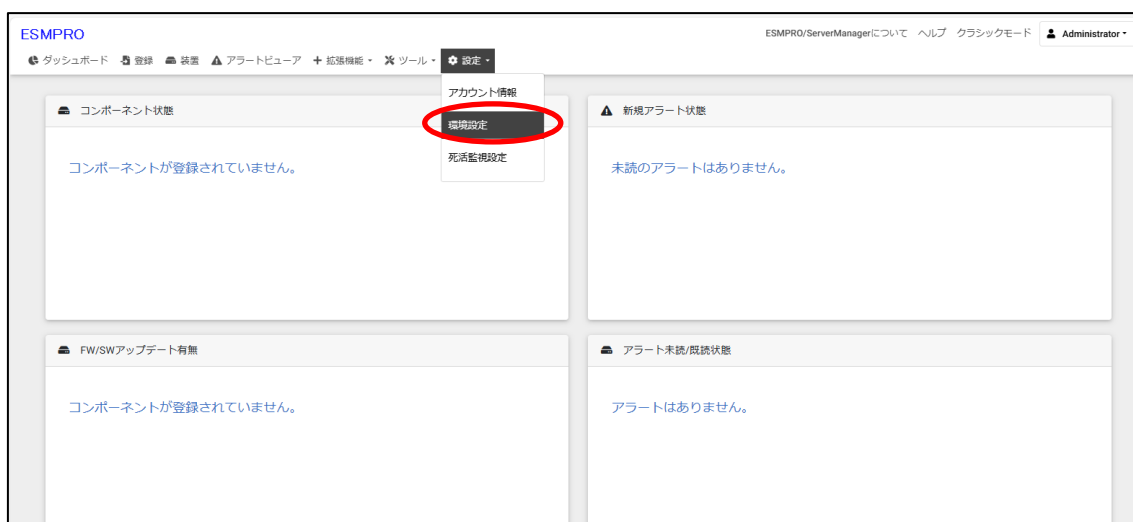 ESMPRO
ESMPRO/ServerManagerについて ヘルプ クラシックモード Administrator
ダッシュボード 登録 装置 アラートビューア 拡張機能 ツール 設定
アカウント情報
環境設定
死活監視設定
コンポーネント状態
コンポーネントが登録されていません。
新規アラート状態
未読のアラートはありません。
FW/SWアップデート有無
コンポーネントが登録されていません。
アラート未読/既読状態
アラートはありません。